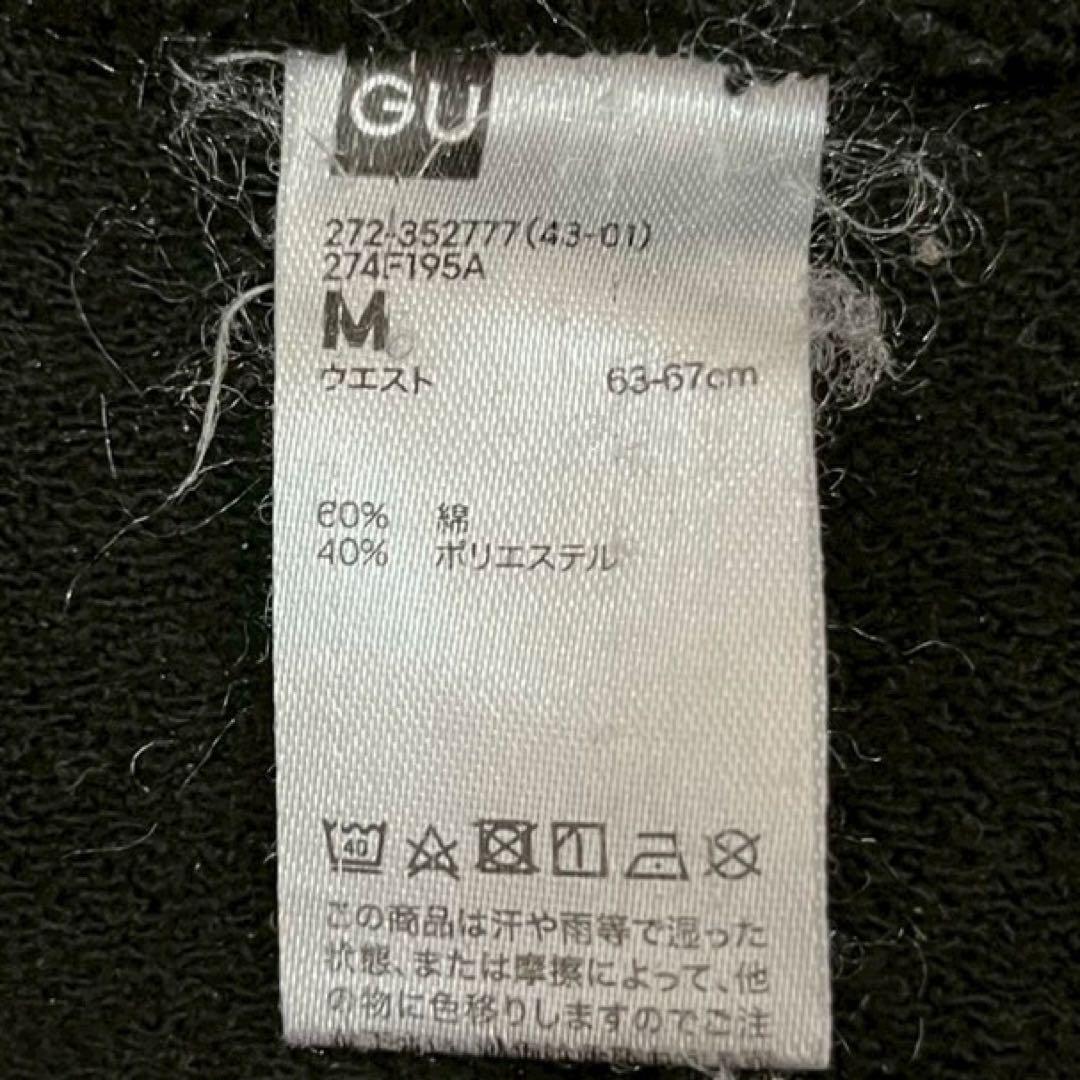 GU
272-352777(43-01)
274F195A
M
ウエスト 63-67cm
60% 綿
40% ポリエステル
40
この商品は汗や雨等で湿った
状態、または摩擦によって、他
の物に色移りしますのでご注